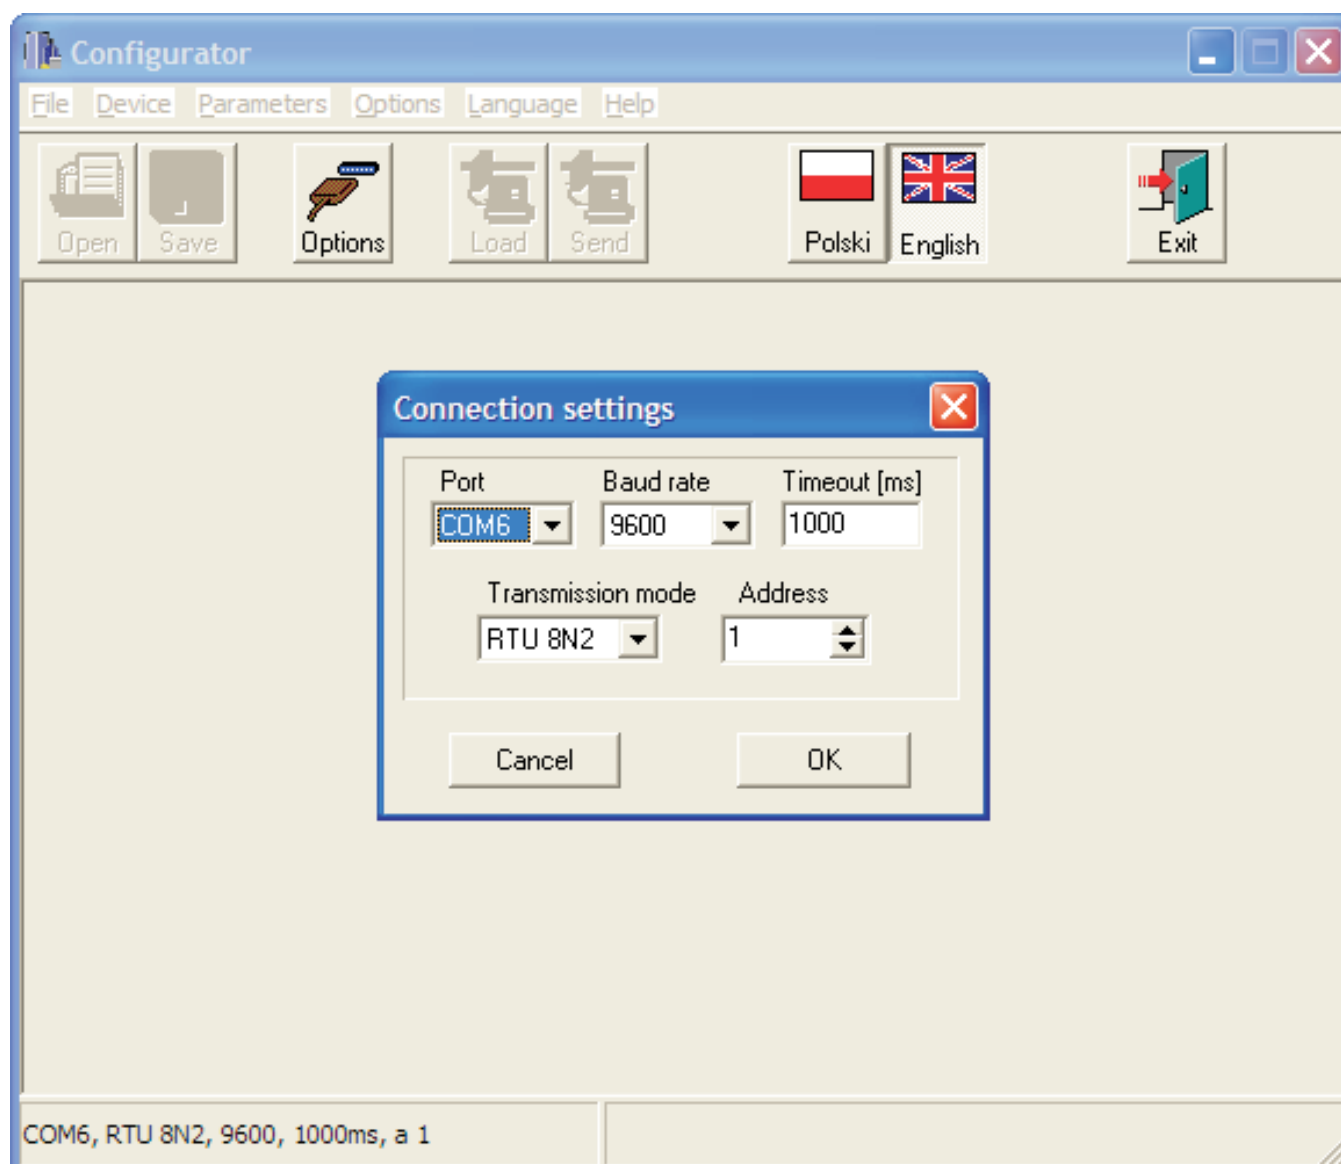 Configurator
File Device Parameters Options Language Help
Open Save Options Load Send Polski English Exit
Connection settings
Port Baud rate Timeout [ms]
COM6 9600 1000
Transmission mode Address
RTU 8N2 1
Cancel OK
COM6, RTU 8N2, 9600, 1000ms, a 1